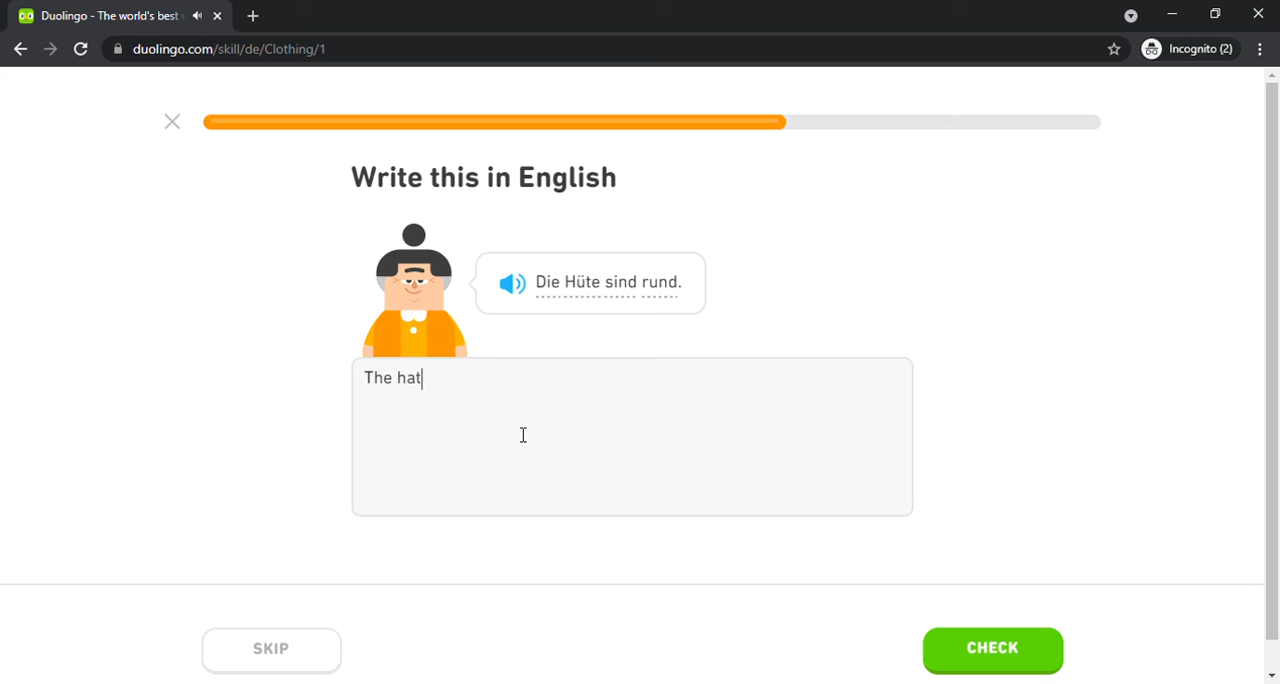 Duolingo - The world's best
duolingo.com/skill/de/Clothing/1
Incognito (2)
Write this in English
Die Hüte sind rund.
The hat
SKIP
CHECK